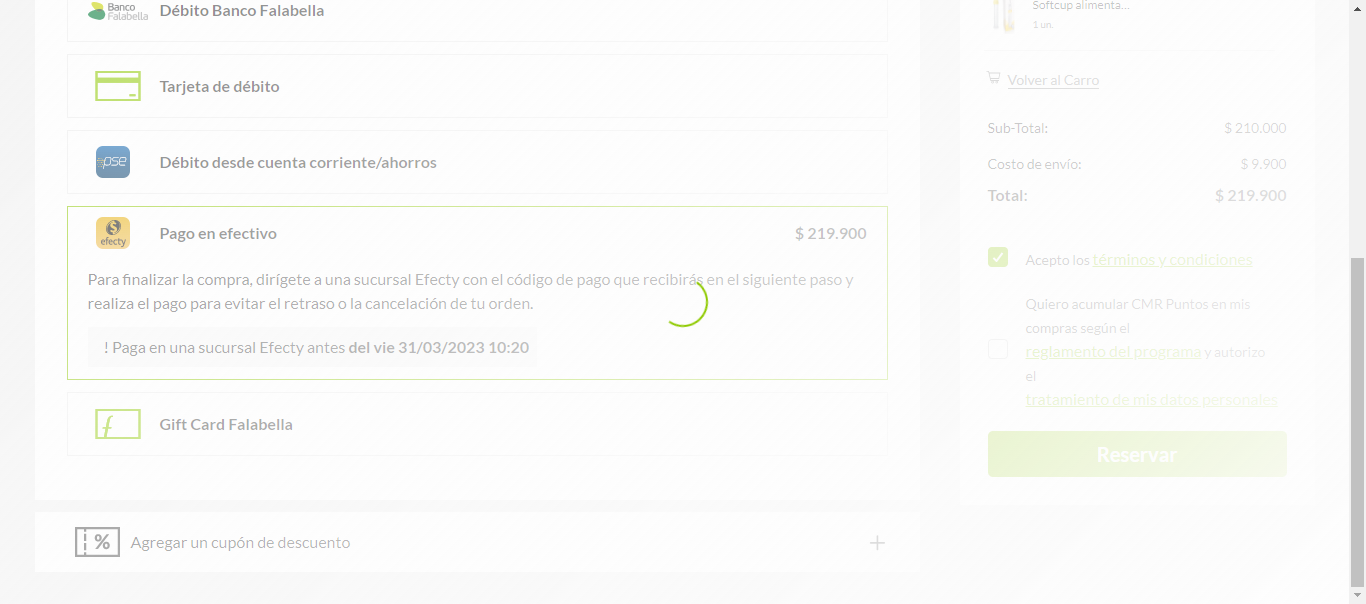 Banco
Falabella
Débito Banco Falabella
Tarjeta de débito
pse
Débito desde cuenta corriente/ahorros
$
efecty
Pago en efectivo
$ 219.900
Para finalizar la compra, dirígete a una sucursal Efecty con el código de pago que recibirás en el siguiente paso y
realiza el pago para evitar el retraso o la cancelación de tu orden.
! Paga en una sucursal Efecty antes del vie 31/03/2023 10:20
f
Gift Card Falabella
%
Agregar un cupón de descuento
+
Softcup alimenta...
1 un.
Volver al Carro
Sub-Total:
$ 210.000
Costo de envío:
$ 9.900
Total:
$ 219.900
Acepto los términos y condiciones
Quiero acumular CMR Puntos en mis
compras según el
reglamento del programa y autorizo
el
tratamiento de mis datos personales
Reservar